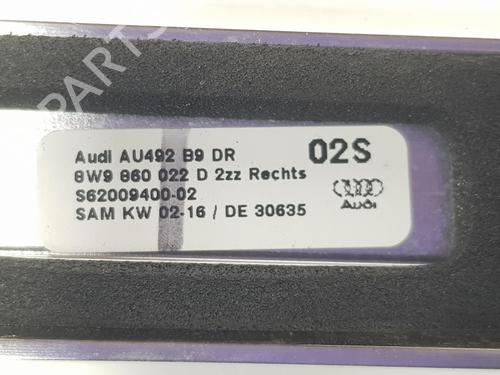 Audi AU492 B9 DR
02S
8W9 860 022 D 2zz Rechts
S62009400-02
SAM KW 02-16 / DE 30635
Audi